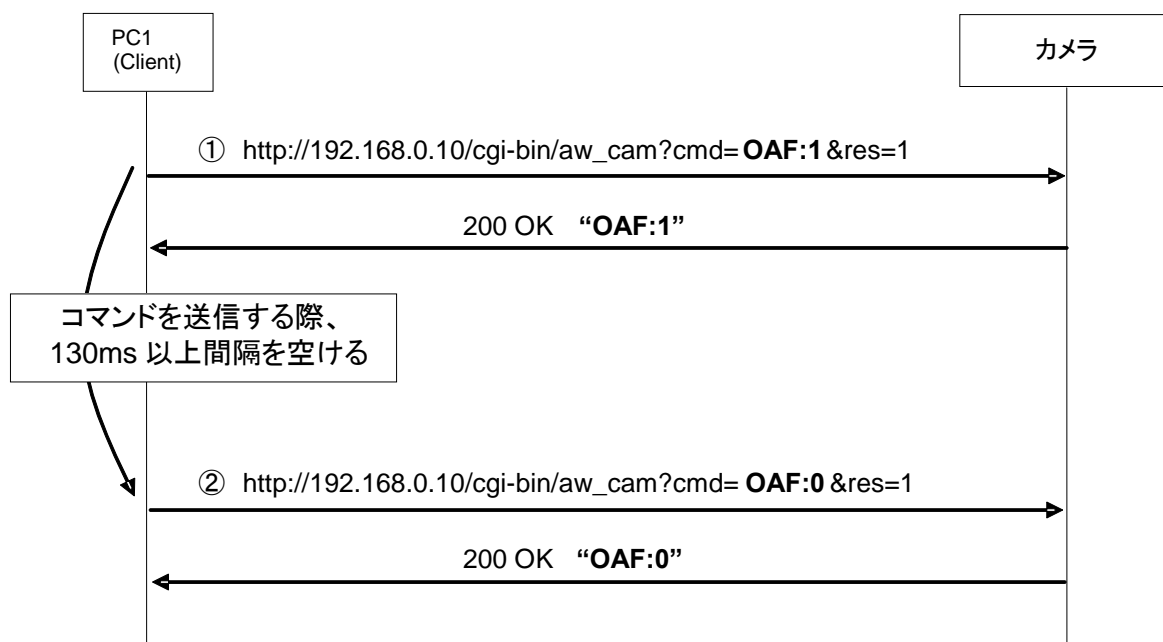 PC1
(Client)
カメラ
① http://192.168.0.10/cgi-bin/aw_cam?cmd= OAF:1 &res=1
200 OK “OAF:1”
コマンドを送信する際、
130ms 以上間隔を空ける
② http://192.168.0.10/cgi-bin/aw_cam?cmd= OAF:0 &res=1
200 OK “OAF:0”